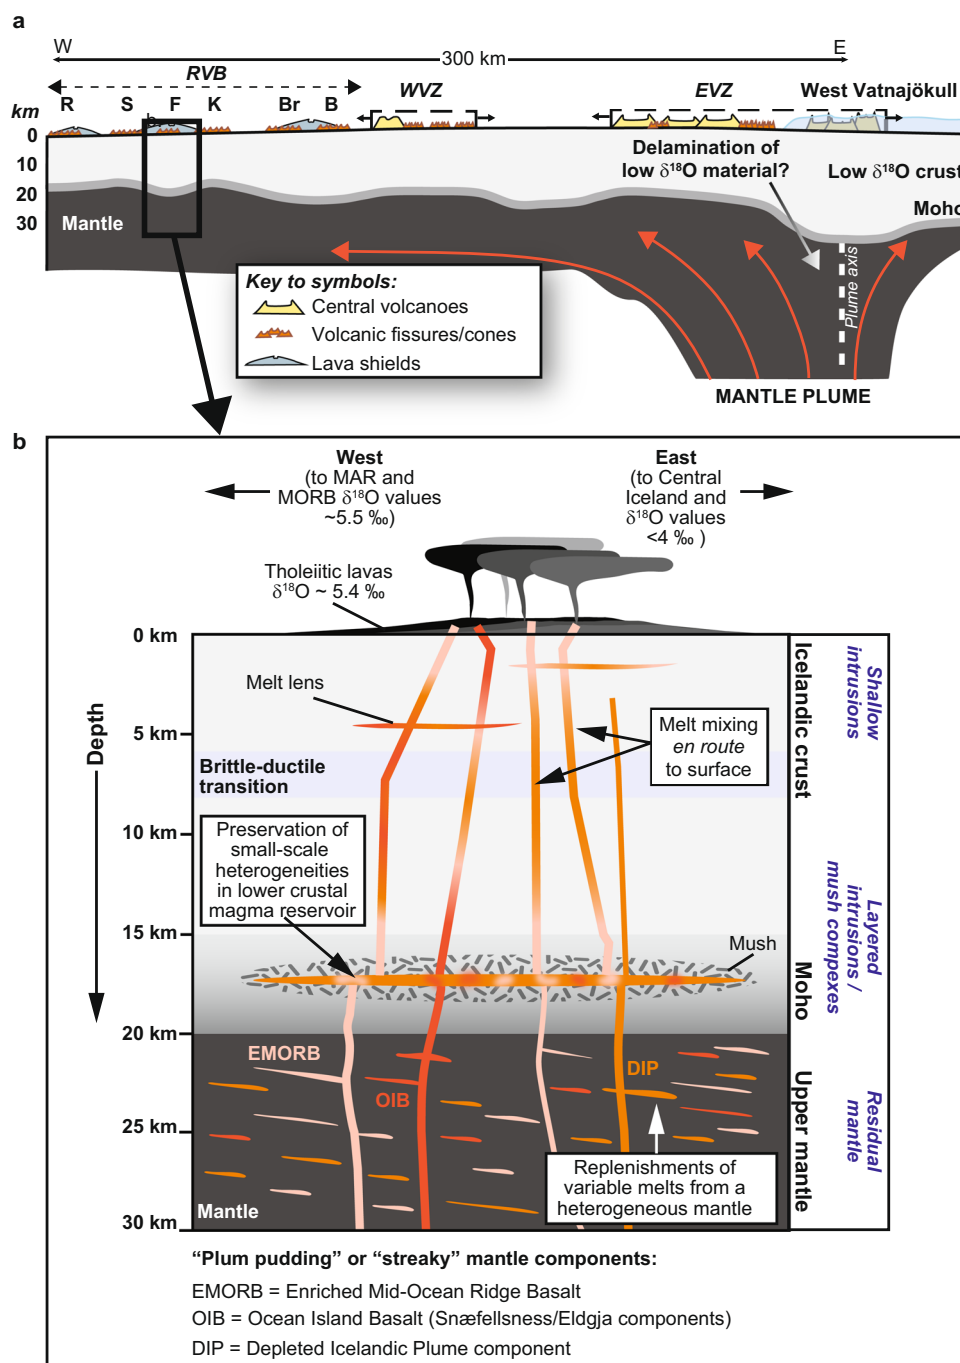 a
W
E
300 km
RVB
WVZ
EVZ
West Vatnajökull
km
R
S
F
K
Br
B
b
0
10
20
30
Delamination of
low δ18O material?
Low δ18O crust
Moho
Mantle
Plume axis
Key to symbols:
Central volcanoes
Volcanic fissures/cones
Lava shields
MANTLE PLUME
b
West
(to MAR and
MORB δ18O values
~5.5 ‰)
East
(to Central
Iceland and
δ18O values
<4 ‰ )
Tholeiitic lavas
δ18O ~ 5.4 ‰
0 km
Melt lens
5 km
Depth
Brittle-ductile
transition
Melt mixing
en route
to surface
Icelandic crust
Shallow
intrusions
10 km
Preservation of
small-scale
heterogeneities
in lower crustal
magma reservoir
15 km
Mush
Moho
Layered
intrusions /
mush compexes
20 km
EMORB
OIB
DIP
25 km
Upper mantle
Residual
mantle
Replenishments of
variable melts from a
heterogeneous mantle
Mantle
30 km
“Plum pudding” or “streaky” mantle components:
EMORB = Enriched Mid-Ocean Ridge Basalt
OIB = Ocean Island Basalt (Snæfellsness/Eldgja components)
DIP = Depleted Icelandic Plume component